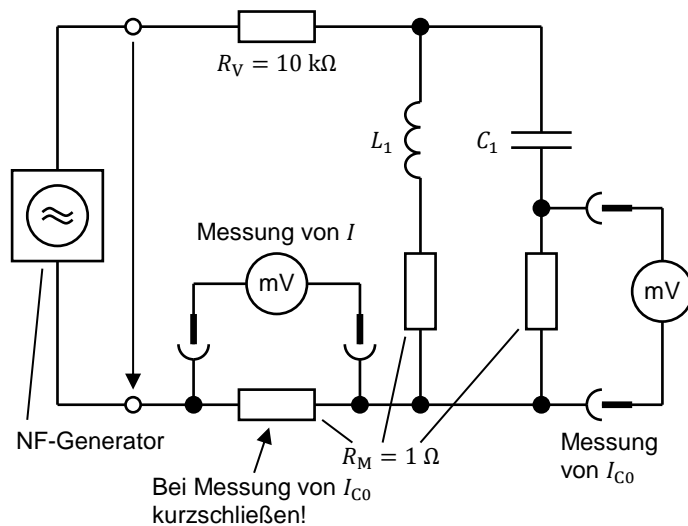 R_V = 10 kΩ
L_1
C_1
Messung von I
mV
mV
NF-Generator
R_M = 1 Ω
Messung
von I_C0
Bei Messung von I_C0
kurzschließen!